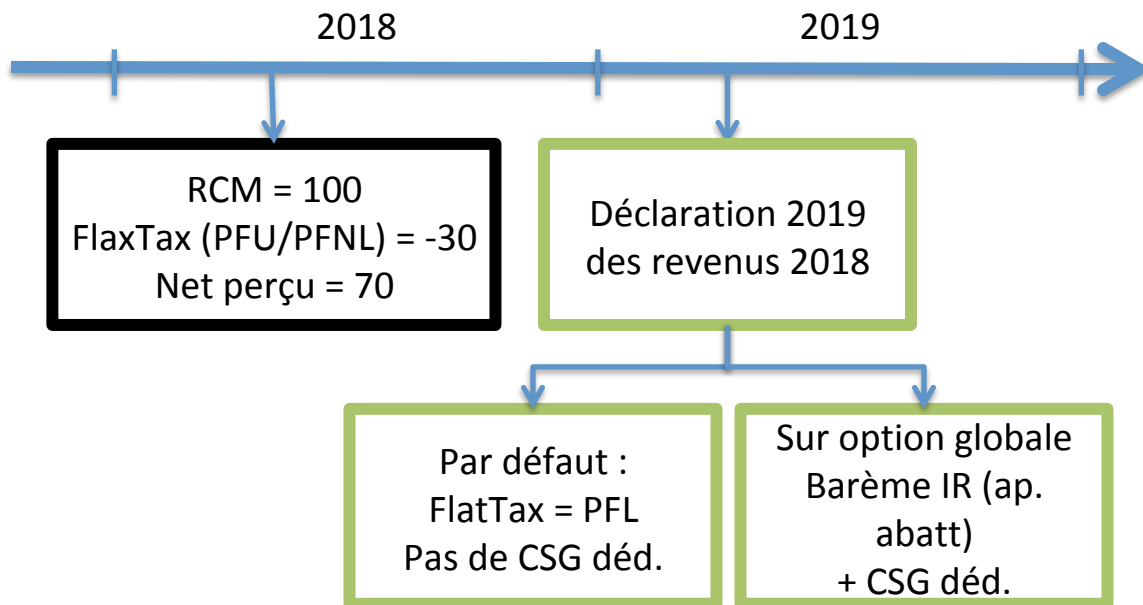 2018
2019
RCM = 100
FlaxTax (PFU/PFNL) = -30
Net perçu = 70
Déclaration 2019
des revenus 2018
Par défaut :
FlatTax = PFL
Pas de CSG déd.
Sur option globale
Barème IR (ap.
abatt)
+ CSG déd.